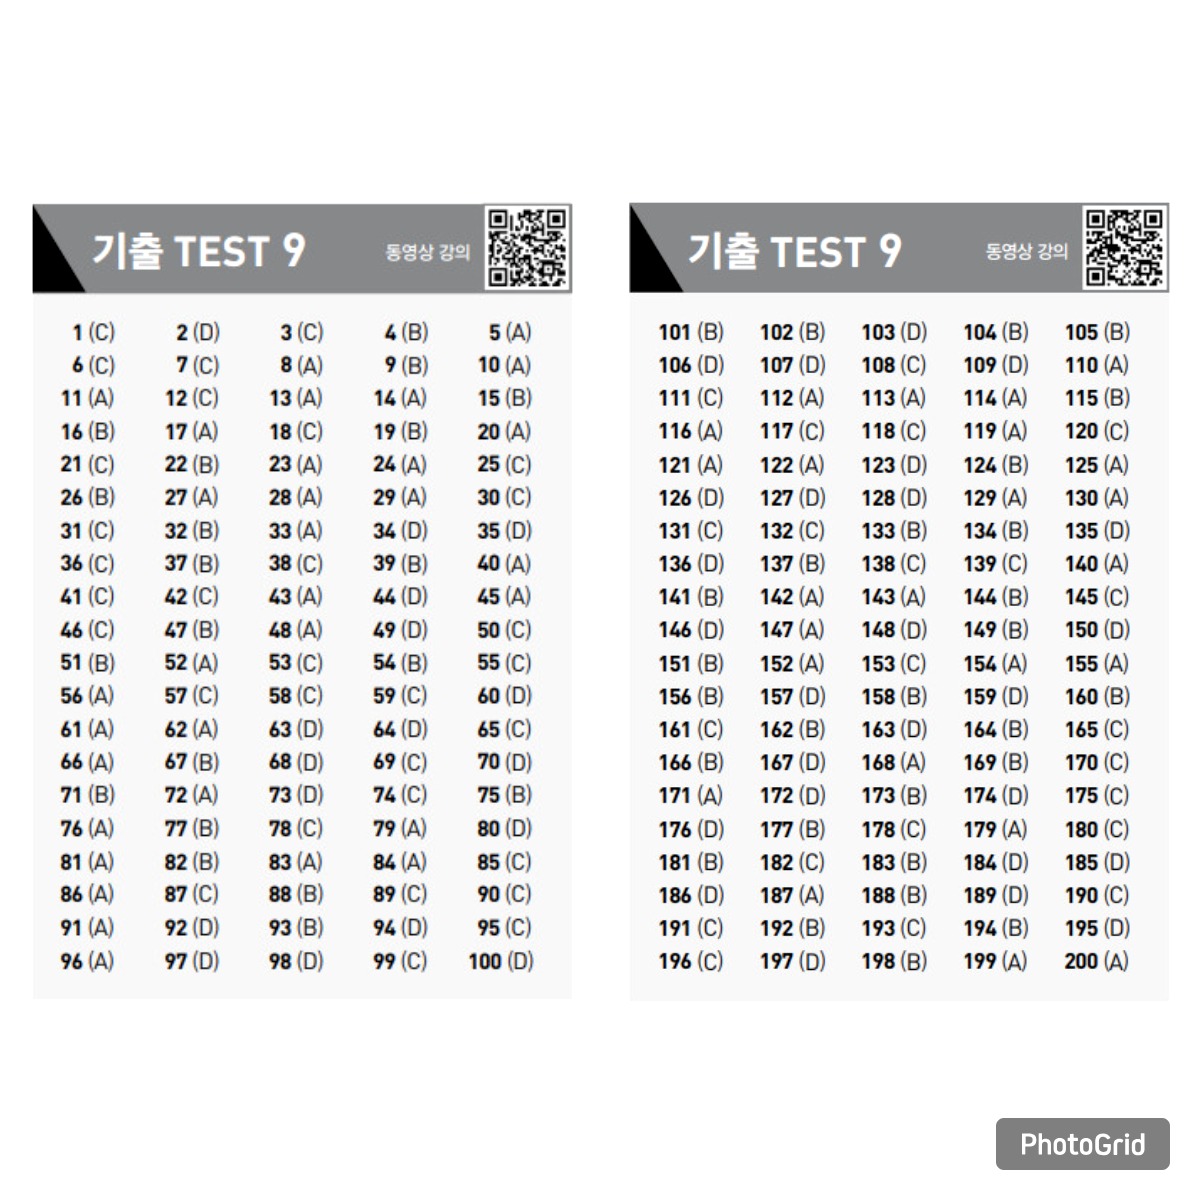 기출 TEST 9 동영상 강의
1 (C) 2 (D) 3 (C) 4 (B) 5 (A)
6 (C) 7 (C) 8 (A) 9 (B) 10 (A)
11 (A) 12 (C) 13 (A) 14 (A) 15 (B)
16 (B) 17 (A) 18 (C) 19 (B) 20 (A)
21 (C) 22 (B) 23 (A) 24 (A) 25 (C)
26 (B) 27 (A) 28 (A) 29 (A) 30 (C)
31 (C) 32 (B) 33 (A) 34 (D) 35 (D)
36 (C) 37 (B) 38 (C) 39 (B) 40 (A)
41 (C) 42 (C) 43 (A) 44 (D) 45 (A)
46 (C) 47 (B) 48 (A) 49 (D) 50 (C)
51 (B) 52 (A) 53 (C) 54 (B) 55 (C)
56 (A) 57 (C) 58 (C) 59 (C) 60 (D)
61 (A) 62 (A) 63 (D) 64 (D) 65 (C)
66 (A) 67 (B) 68 (D) 69 (C) 70 (D)
71 (B) 72 (A) 73 (D) 74 (C) 75 (B)
76 (A) 77 (B) 78 (C) 79 (A) 80 (D)
81 (A) 82 (B) 83 (A) 84 (A) 85 (C)
86 (A) 87 (C) 88 (B) 89 (C) 90 (C)
91 (A) 92 (D) 93 (B) 94 (D) 95 (C)
96 (A) 97 (D) 98 (D) 99 (C) 100 (D)
기출 TEST 9 동영상 강의
101 (B) 102 (B) 103 (D) 104 (B) 105 (B)
106 (D) 107 (D) 108 (C) 109 (D) 110 (A)
111 (C) 112 (A) 113 (A) 114 (A) 115 (B)
116 (A) 117 (C) 118 (C) 119 (A) 120 (C)
121 (A) 122 (A) 123 (D) 124 (B) 125 (A)
126 (D) 127 (D) 128 (D) 129 (A) 130 (A)
131 (C) 132 (C) 133 (B) 134 (B) 135 (D)
136 (D) 137 (B) 138 (C) 139 (C) 140 (A)
141 (B) 142 (A) 143 (A) 144 (B) 145 (C)
146 (D) 147 (A) 148 (D) 149 (B) 150 (D)
151 (B) 152 (A) 153 (C) 154 (A) 155 (A)
156 (B) 157 (D) 158 (B) 159 (D) 160 (B)
161 (C) 162 (B) 163 (D) 164 (B) 165 (C)
166 (B) 167 (D) 168 (A) 169 (B) 170 (C)
171 (A) 172 (D) 173 (B) 174 (D) 175 (C)
176 (D) 177 (B) 178 (C) 179 (A) 180 (C)
181 (B) 182 (C) 183 (B) 184 (D) 185 (D)
186 (D) 187 (A) 188 (B) 189 (D) 190 (C)
191 (C) 192 (B) 193 (C) 194 (B) 195 (D)
196 (C) 197 (D) 198 (B) 199 (A) 200 (A)
PhotoGrid